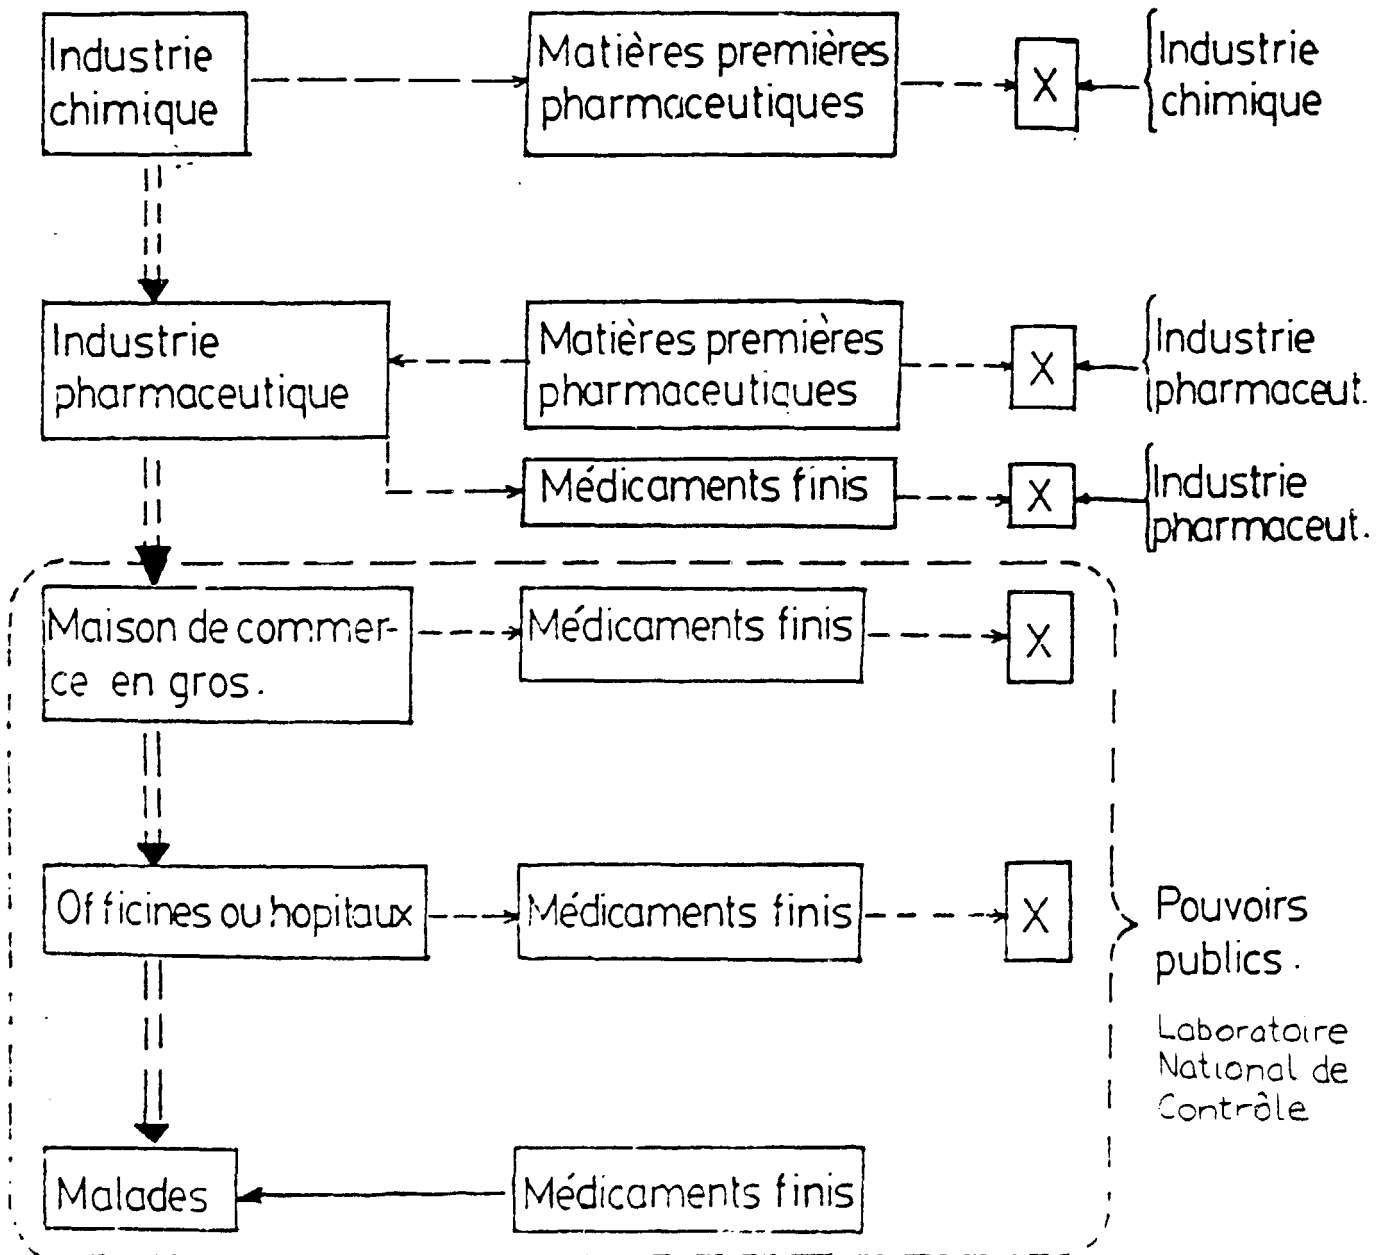 Industrie
chimique
Matières premières
pharmaceutiques
X
Industrie
chimique
Industrie
pharmaceutique
Matières premières
pharmaceutiques
X
Industrie
pharmaceut.
Médicaments finis
X
Industrie
pharmaceut.
Maison de commer-
ce en gros.
Médicaments finis
X
Officines ou hopitaux
Médicaments finis
X
Pouvoirs
publics.
Laboratoire
National de
Contrôle
Malades
Médicaments finis